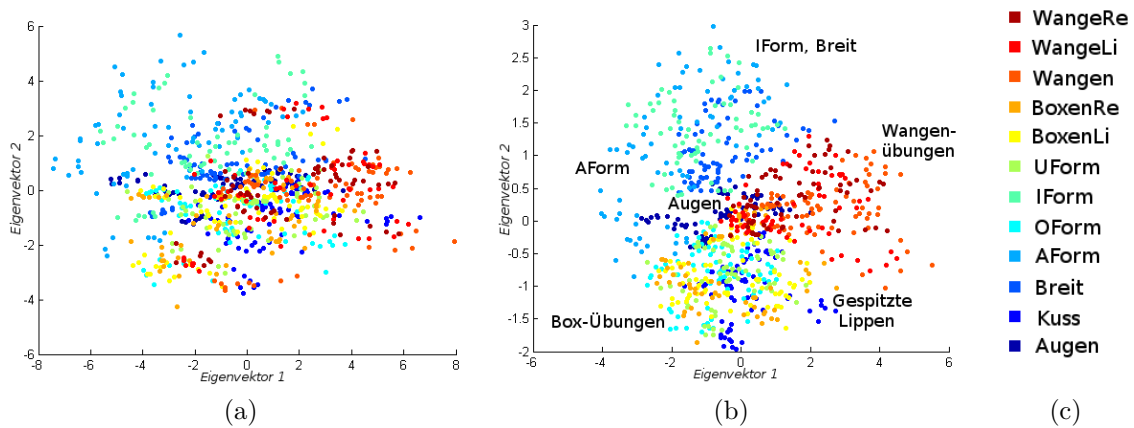 6
4
2
0
-2
-4
-6
-8
-6
-4
-2
0
2
4
6
8
Eigenvektor 2
Eigenvektor 1
(a)
3
2.5
2
1.5
1
0.5
0
-0.5
-1
-1.5
-2
-6
-4
-2
0
2
4
6
Eigenvektor 2
Eigenvektor 1
IForm, Breit
Wangen-
übungen
AForm
Augen
Gespitzte
Lippen
Box-Übungen
(b)
WangeRe
WangeLi
Wangen
BoxenRe
BoxenLi
UForm
IForm
OForm
AForm
Breit
Kuss
Augen
(c)